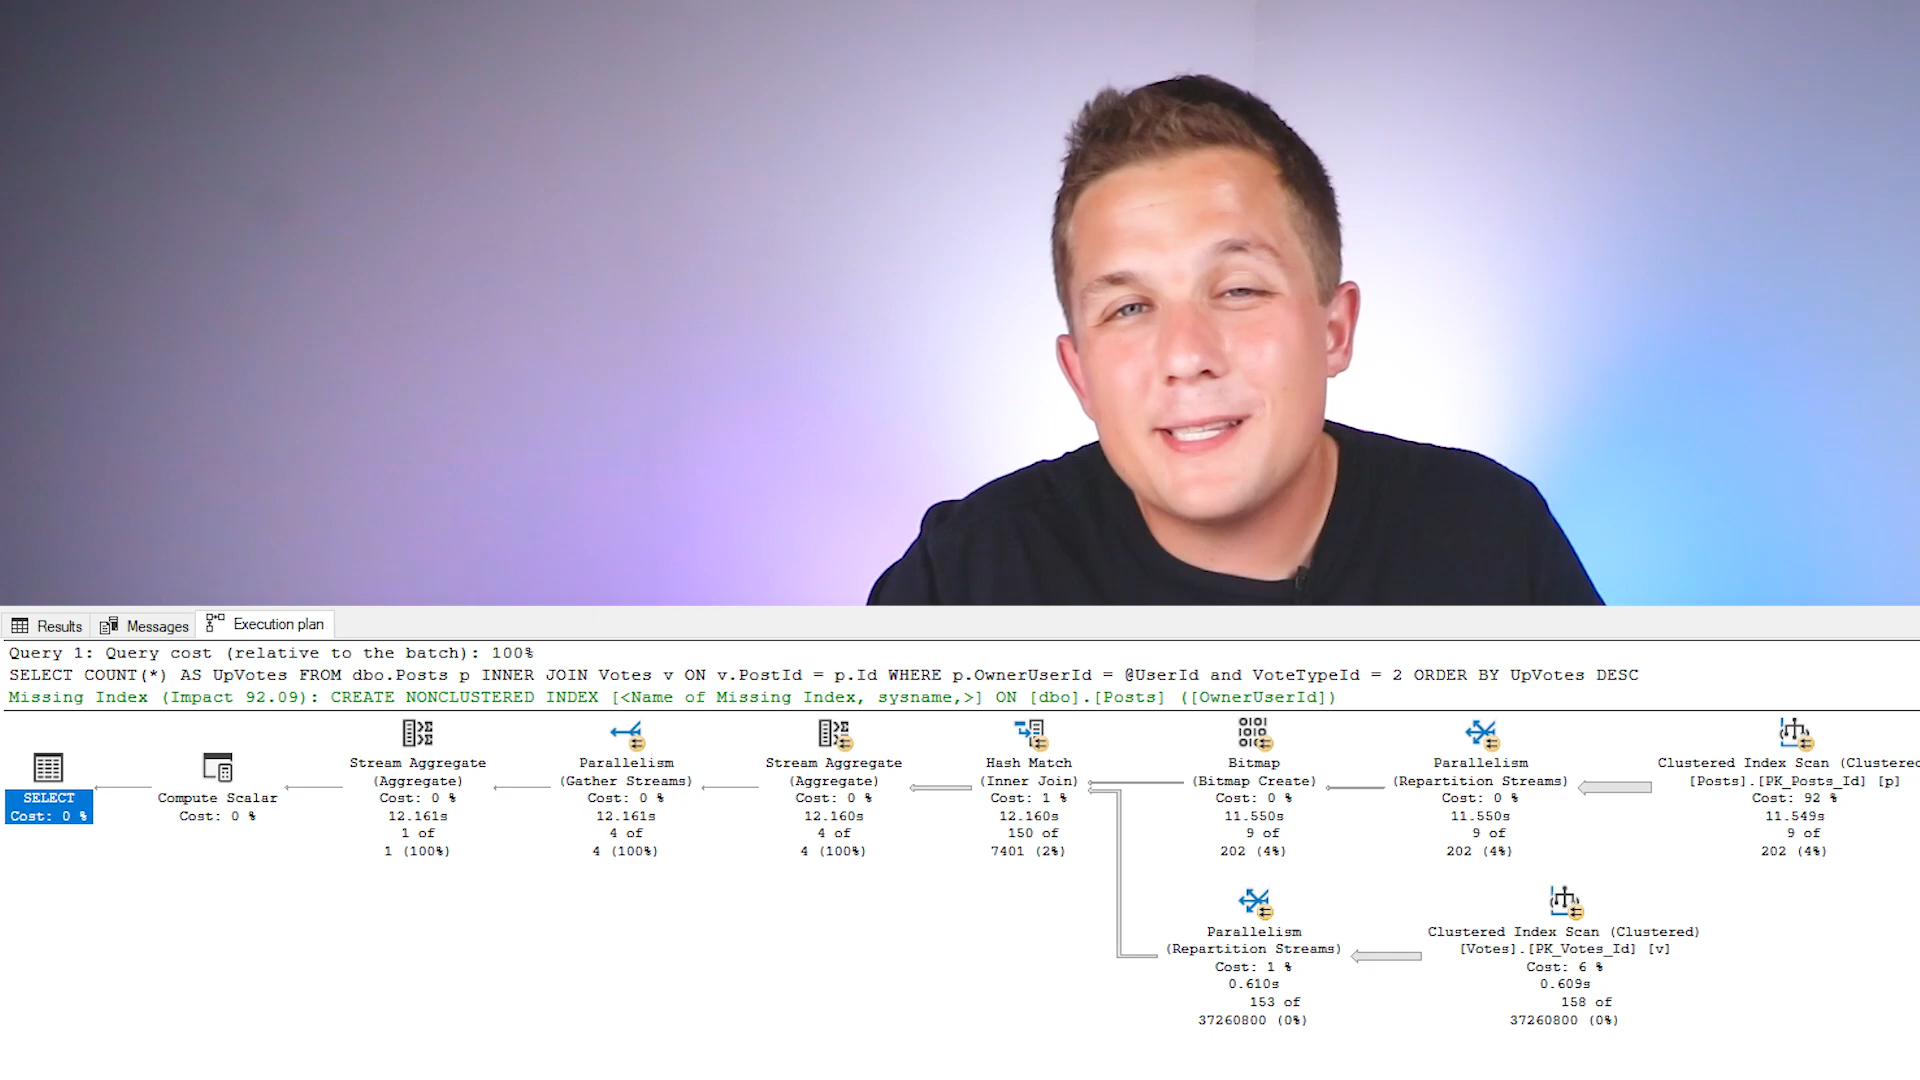 Results Messages Execution plan
Query 1: Query cost (relative to the batch): 100%
SELECT COUNT(*) AS UpVotes FROM dbo.Posts p INNER JOIN Votes v ON v.PostId = p.Id WHERE p.OwnerUserId = @UserId and VoteTypeId = 2 ORDER BY UpVotes DESC
Missing Index (Impact 92.09): CREATE NONCLUSTERED INDEX [<Name of Missing Index, sysname,>] ON [dbo].[Posts] ([OwnerUserId])
SELECT
Cost: 0 %
Compute Scalar
Cost: 0 %
Stream Aggregate
(Aggregate)
Cost: 0 %
12.161s
1 of
1 (100%)
Parallelism
(Gather Streams)
Cost: 0 %
12.161s
4 of
4 (100%)
Stream Aggregate
(Aggregate)
Cost: 0 %
12.160s
4 of
4 (100%)
Hash Match
(Inner Join)
Cost: 1 %
12.160s
150 of
7401 (2%)
Bitmap
(Bitmap Create)
Cost: 0 %
11.550s
9 of
202 (4%)
Parallelism
(Repartition Streams)
Cost: 0 %
11.550s
9 of
202 (4%)
Clustered Index Scan (Clustere
[Posts].[PK_Posts_Id] [p]
Cost: 92 %
11.549s
9 of
202 (4%)
Parallelism
(Repartition Streams)
Cost: 1 %
0.610s
153 of
37260800 (0%)
Clustered Index Scan (Clustered)
[Votes].[PK_Votes_Id] [v]
Cost: 6 %
0.609s
158 of
37260800 (0%)